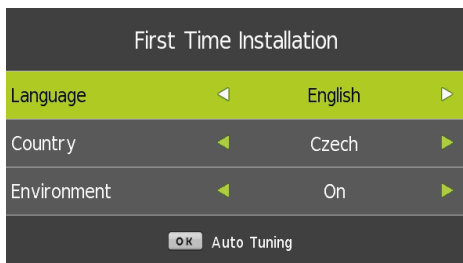 First Time Installation
Language English
Country Czech
Environment On
OK Auto Tuning